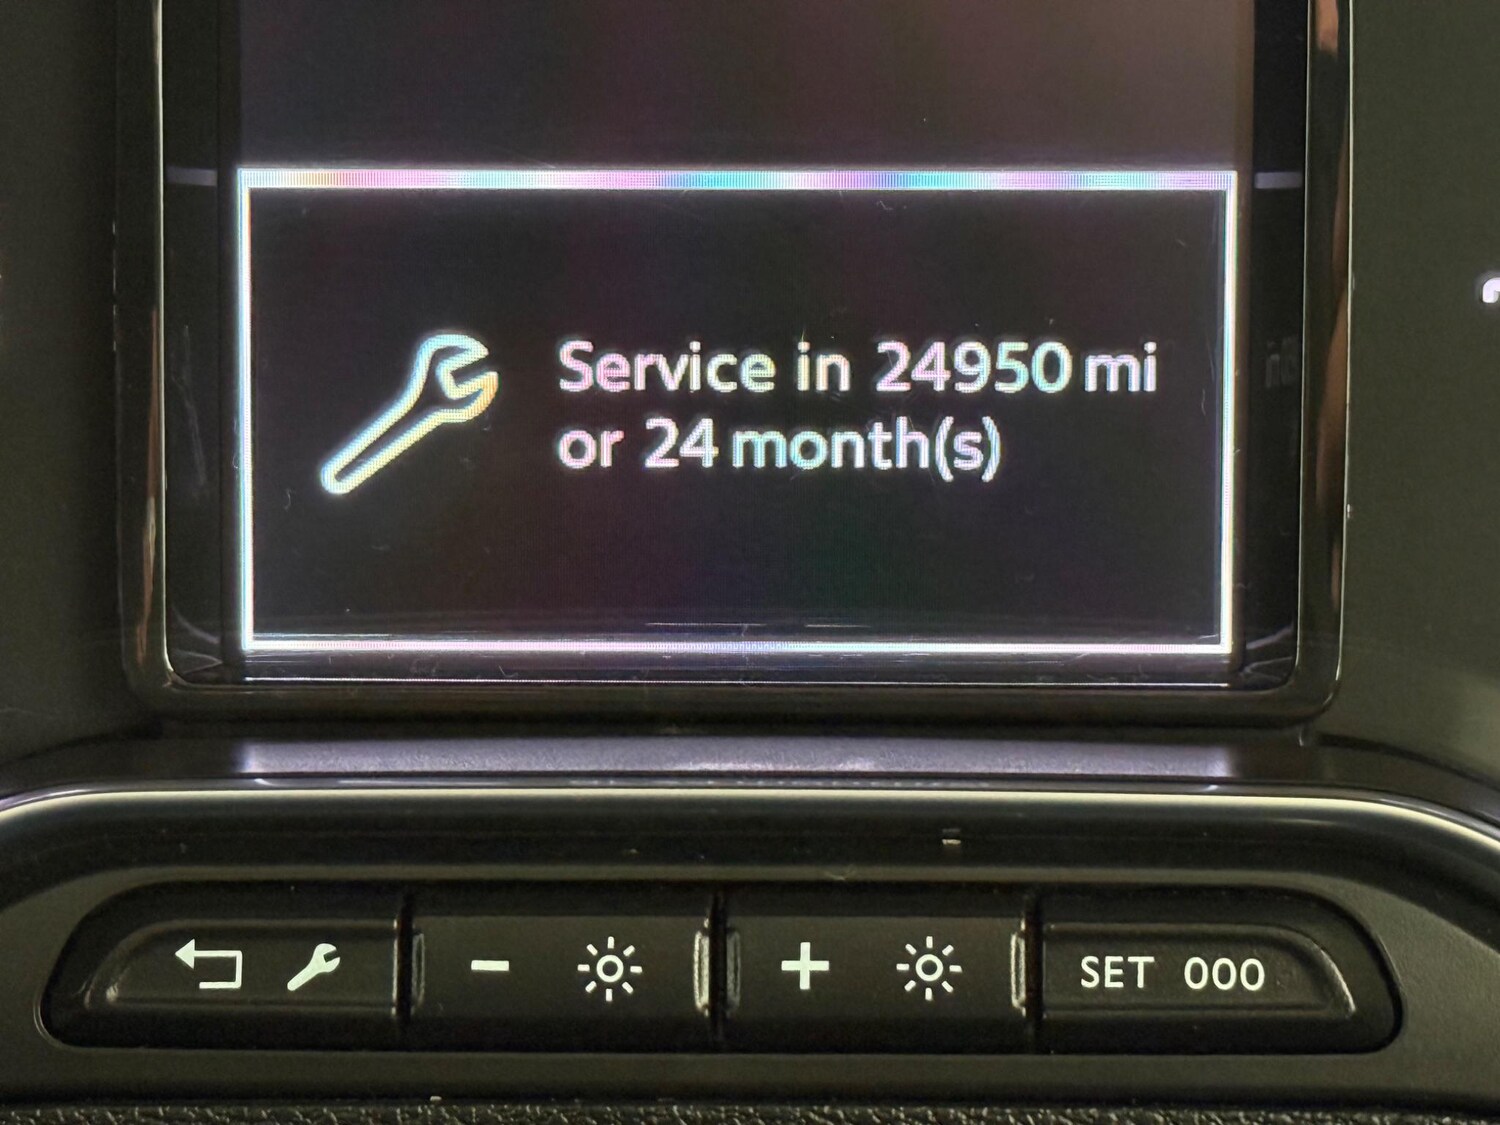 Service in 24950 mi
or 24 month(s)
- +
SET 000